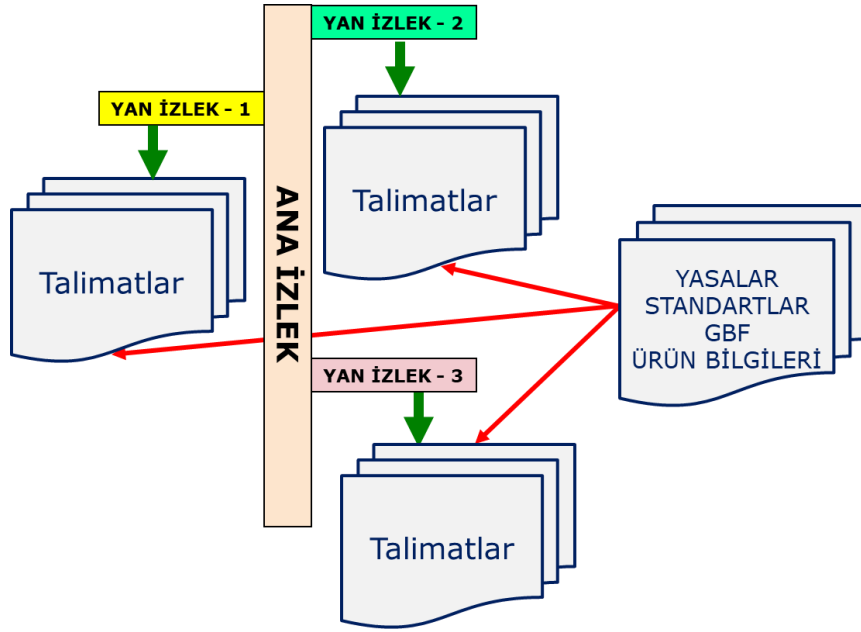 YAN İZLEK - 2
YAN İZLEK - 1
Talimatlar
Talimatlar
ANA İZLEK
YASALAR
STANDARTLAR
GBF
ÜRÜN BİLGİLERİ
YAN İZLEK - 3
Talimatlar